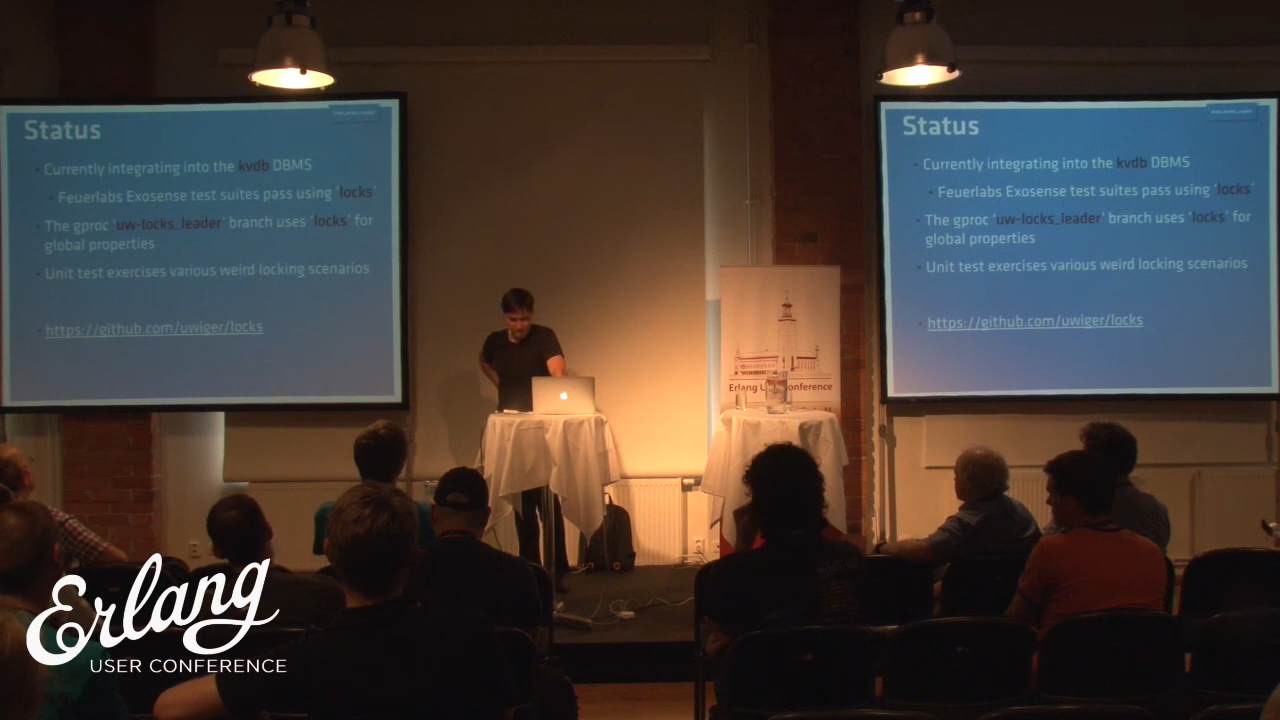 Status
· Currently integrating into the kvdb DBMS
· Feuerlabs Exosense test suites pass using 'locks'
· The gproc 'uw-locks_leader' branch uses 'locks' for
global properties
· Unit test exercises various weird locking scenarios
· https://github.com/uwiger/locks
Status
· Currently integrating into the kvdb DBMS
· Feuerlabs Exosense test suites pass using 'locks'
· The gproc 'uw-locks_leader' branch uses 'locks' for
global properties
· Unit test exercises various weird locking scenarios
· https://github.com/uwiger/locks
Erlang Conference
Erlang
USER CONFERENCE